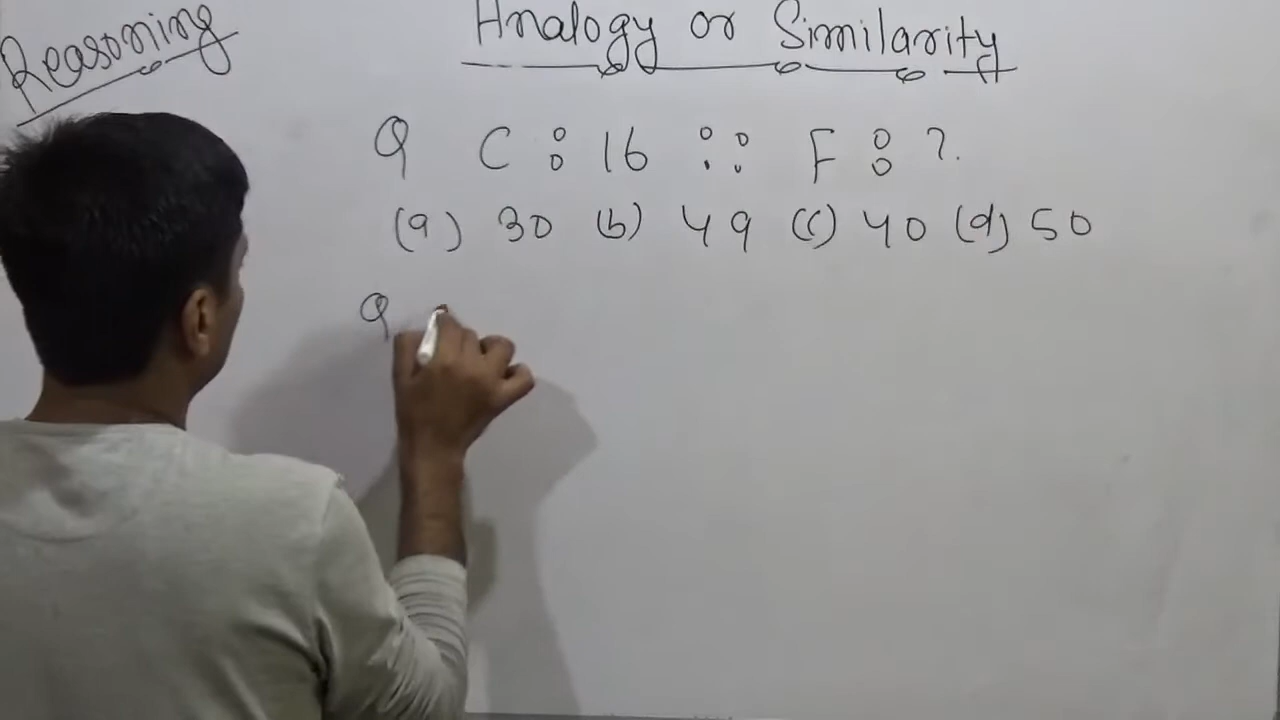 Reasoning
Analogy or Similarity
Q C : 16 :: F : ?
(a) 30 (b) 49 (c) 40 (d) 50
Q